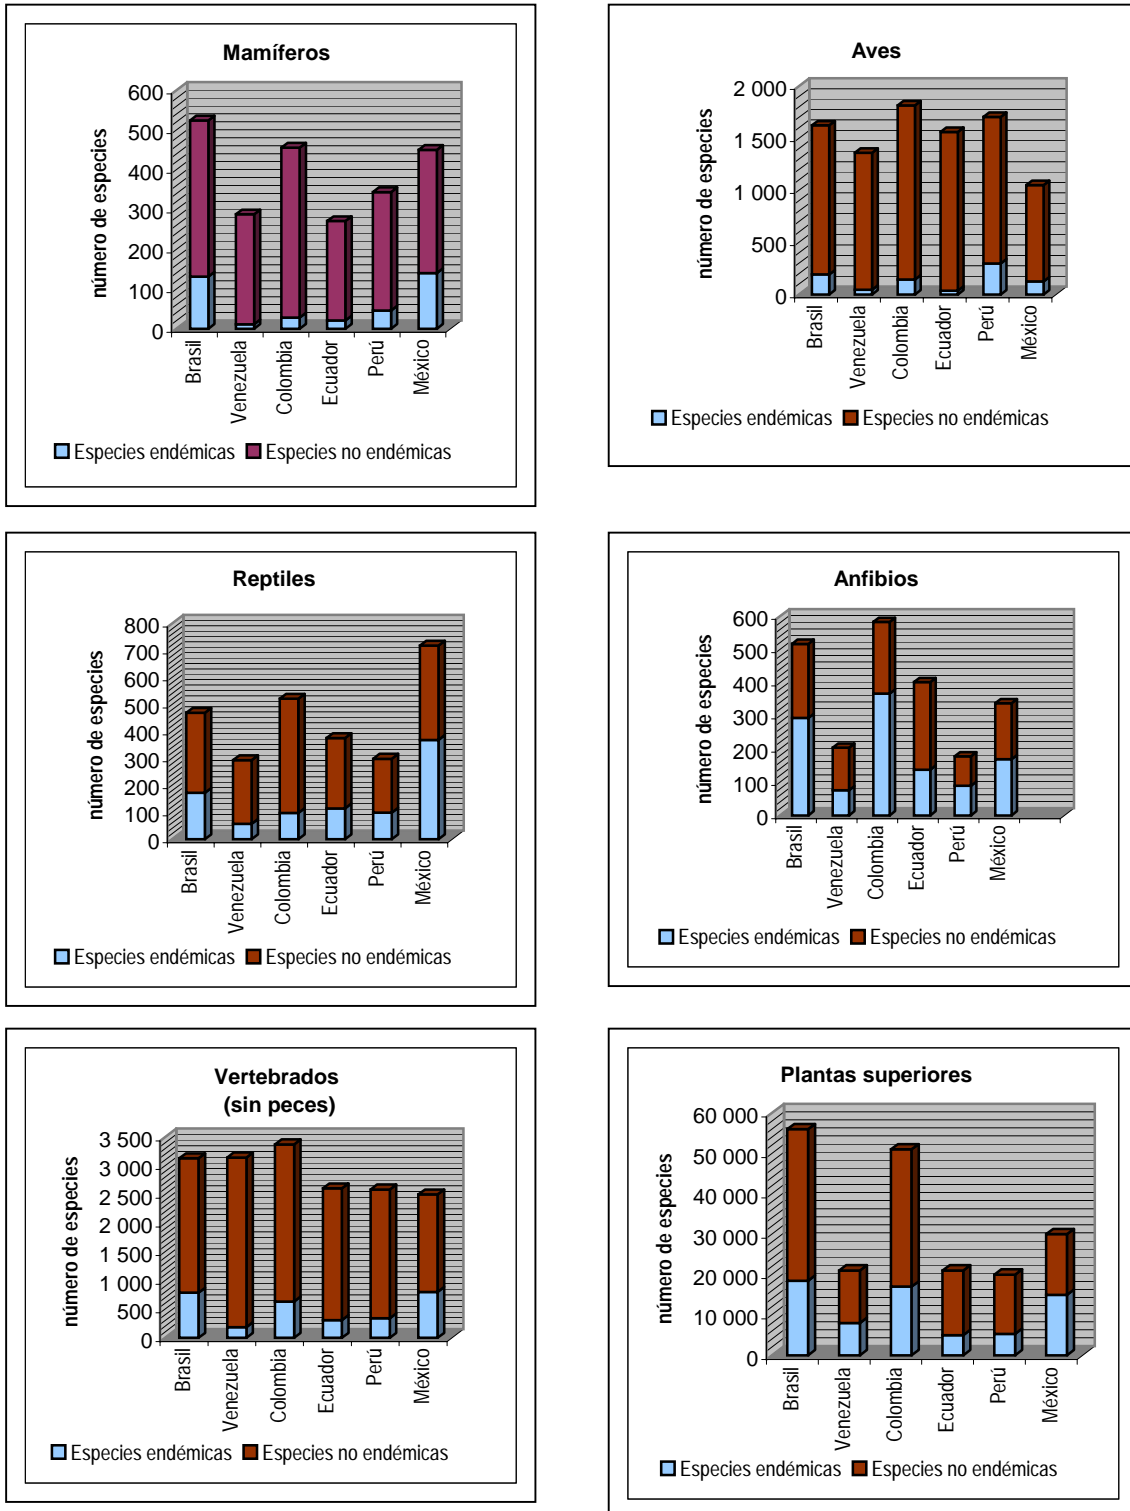 Mamíferos
número de especies
600
500
400
300
200
100
0
Brasil
Venezuela
Colombia
Ecuador
Perú
México
Especies endémicas Especies no endémicas
Aves
número de especies
2 000
1 500
1 000
500
0
Brasil
Venezuela
Colombia
Ecuador
Perú
México
Especies endémicas Especies no endémicas
Reptiles
número de especies
800
700
600
500
400
300
200
100
0
Brasil
Venezuela
Colombia
Ecuador
Perú
México
Especies endémicas Especies no endémicas
Anfibios
número de especies
600
500
400
300
200
100
0
Brasil
Venezuela
Colombia
Ecuador
Perú
México
Especies endémicas Especies no endémicas
Vertebrados
(sin peces)
número de especies
3 500
3 000
2 500
2 000
1 500
1 000
500
0
Brasil
Venezuela
Colombia
Ecuador
Perú
México
Especies endémicas Especies no endémicas
Plantas superiores
número de especies
60 000
50 000
40 000
30 000
20 000
10 000
0
Brasil
Venezuela
Colombia
Ecuador
Perú
México
Especies endémicas Especies no endémicas